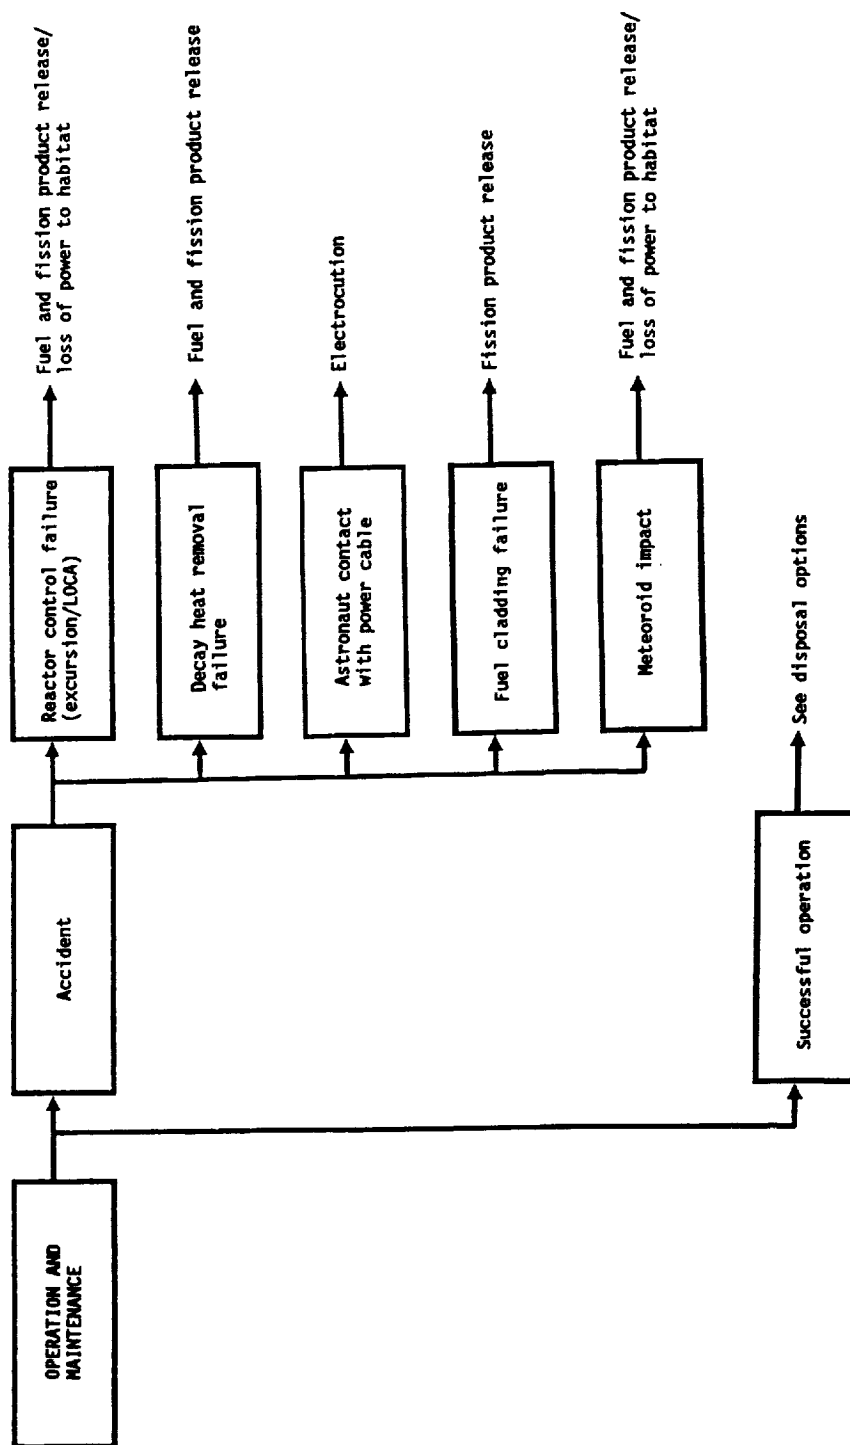 OPERATION AND
MAINTENANCE
Accident
Reactor control failure
(excursion/LOCA)
Fuel and fission product release/
loss of power to habitat
Decay heat removal
failure
Fuel and fission product release
Astronaut contact
with power cable
Electrocution
Fuel cladding failure
Fission product release
Meteoroid impact
Fuel and fission product release/
loss of power to habitat
Successful operation
See disposal options